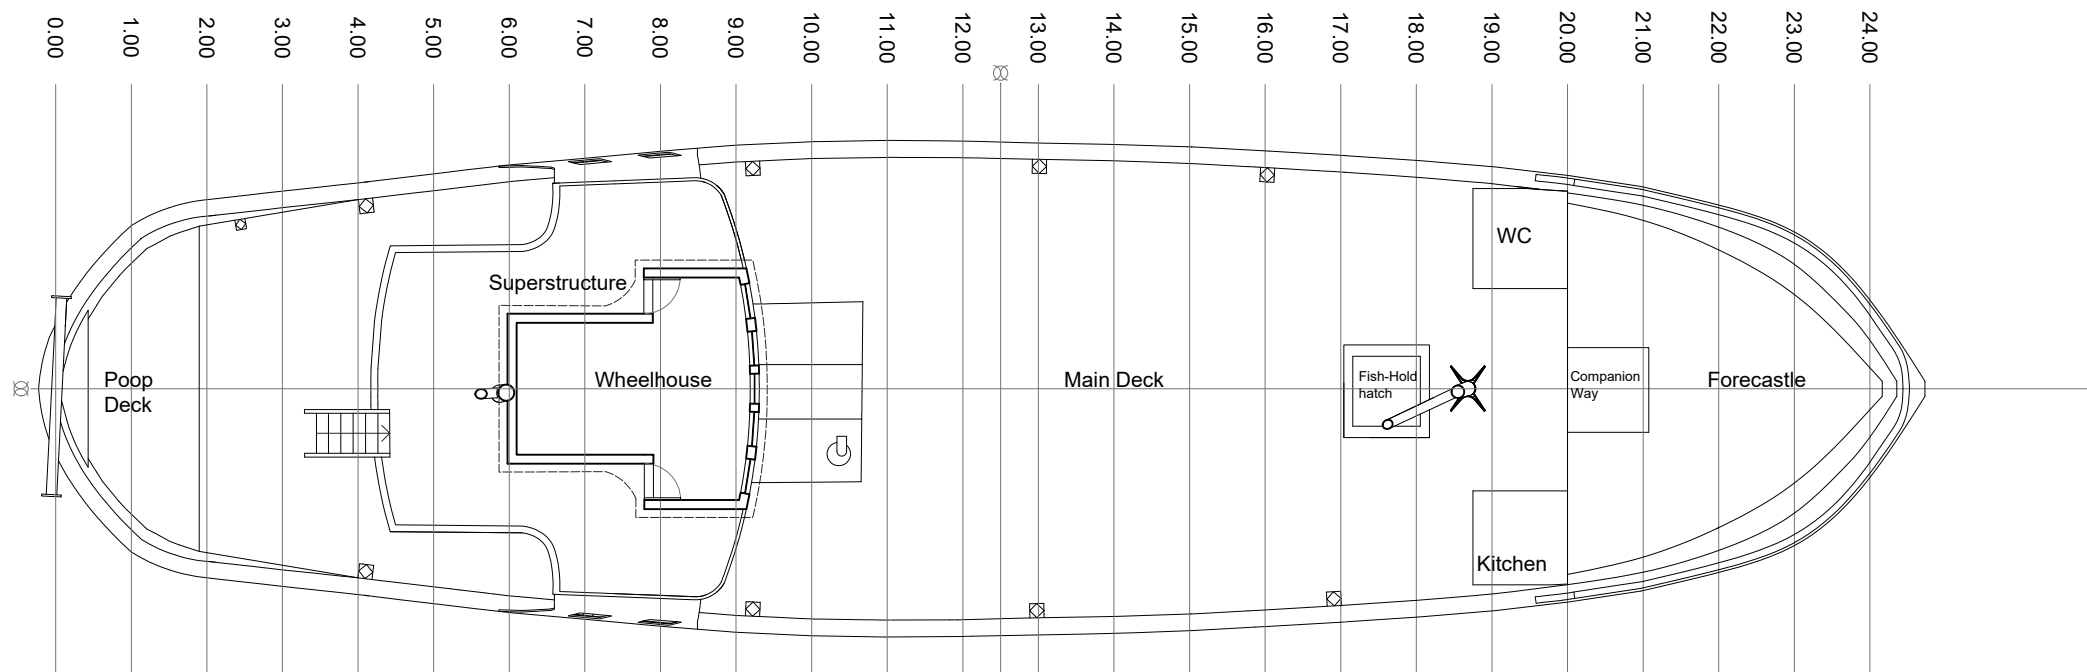 0.00
1.00
2.00
3.00
4.00
5.00
6.00
7.00
8.00
9.00
10.00
11.00
12.00
13.00
14.00
15.00
16.00
17.00
18.00
19.00
20.00
21.00
22.00
23.00
24.00
WC
Superstructure
Poop
Deck
Wheelhouse
Main Deck
Fish-Hold
hatch
Companion
Way
Forecastle
Kitchen